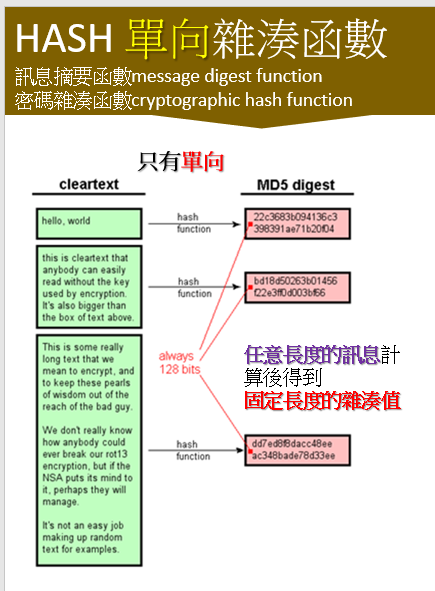 HASH 單向雜湊函數
訊息摘要函數message digest function
密碼雜湊函數cryptographic hash function
只有單向
cleartext
MD5 digest
hello, world
hash
function
22c3683b094136c3
398391ae71b20f04
this is cleartext that
anybody can easily
read without the key
used by encryption.
It's also bigger than
the box of text above.
hash
function
bd18d50263b01456
f22e3ff0d003bf66
always
128 bits
任意長度的訊息計
算後得到
固定長度的雜湊值
This is some really
long text that we
mean to encrypt, and
to keep these pearls
of wisdom out of the
reach of the bad guy.
We don't really know
how anybody could
ever break our rot13
encryption, but if the
NSA puts its mind to
it, perhaps they will
manage.
It's not an easy job
making up random
text for examples.
hash
function
dd7ed8f8dacc48ee
ac348bade78d33ee